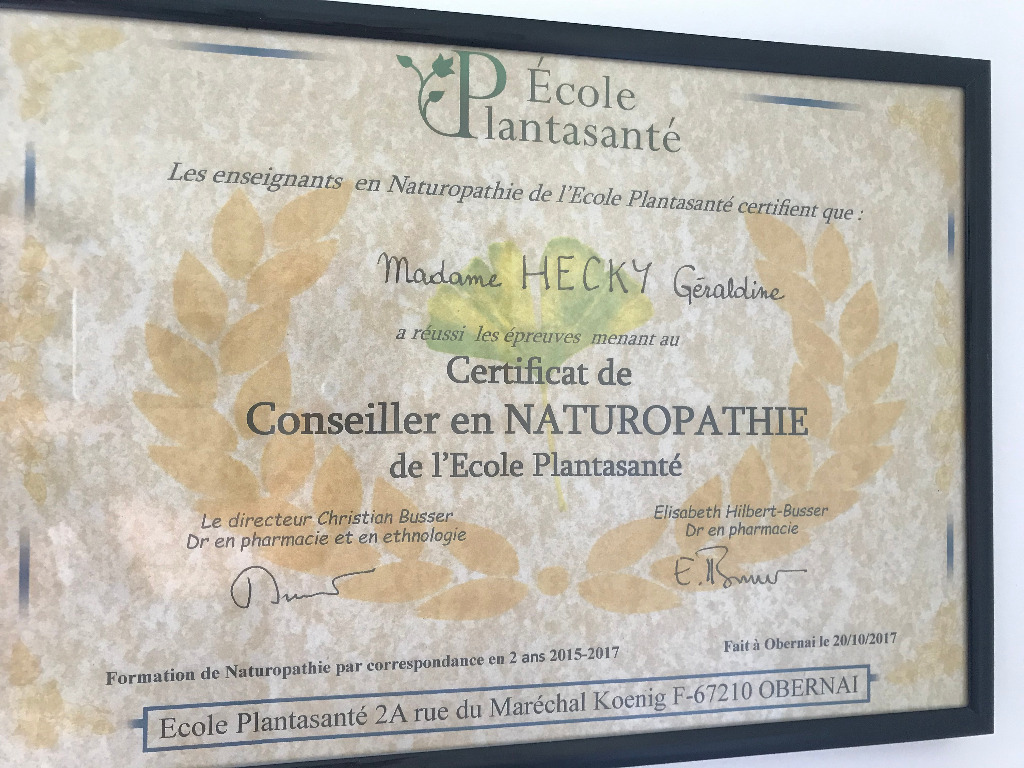 École
Plantasanté
Les enseignants en Naturopathie de l'Ecole Plantasanté certifient que :
Madame HECKY Géraldine
a réussi les épreuves menant au
Certificat de
Conseiller en NATUROPATHIE
de l'Ecole Plantasanté
Le directeur Christian Busser
Dr en pharmacie et en ethnologie
Elisabeth Hilbert-Busser
Dr en pharmacie
E. Busser
Formation de Naturopathie par correspondance en 2 ans 2015-2017
Fait à Obernai le 20/10/2017
Ecole Plantasanté 2A rue du Maréchal Koenig F-67210 OBERNAI